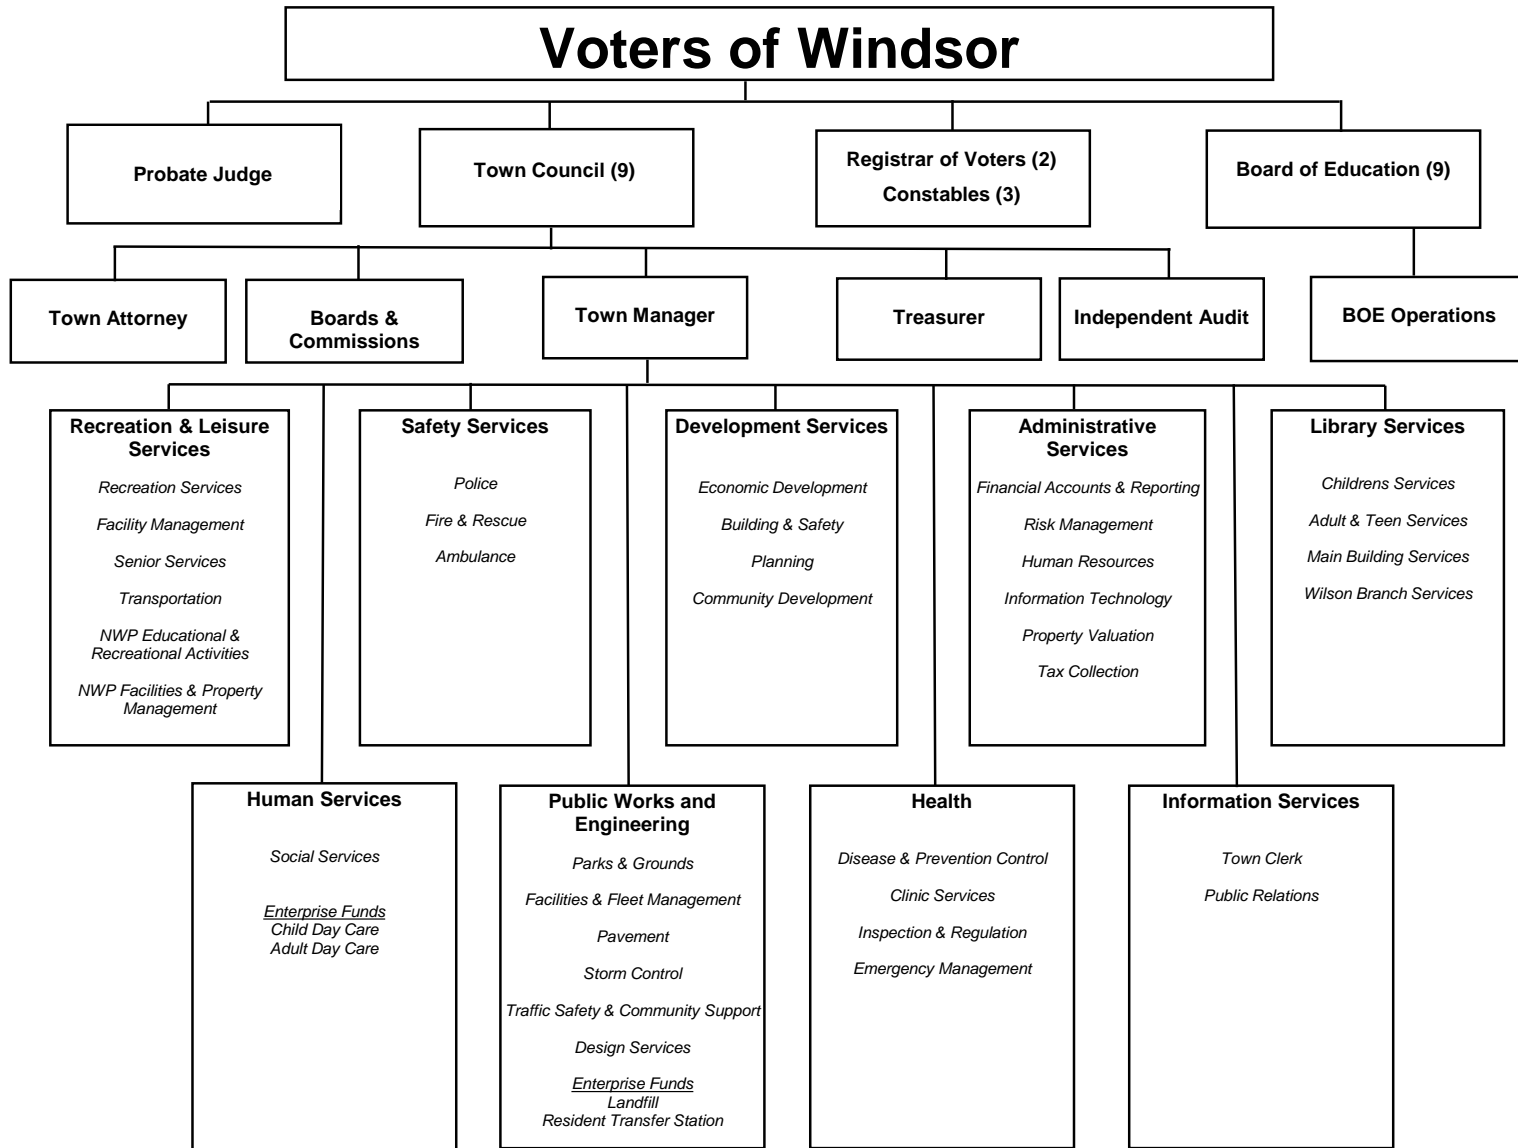 Voters of Windsor
Probate Judge
Town Council (9)
Registrar of Voters (2)
Constables (3)
Board of Education (9)
Town Attorney
Boards &
Commissions
Town Manager
Treasurer
Independent Audit
BOE Operations
Recreation & Leisure
Services
Recreation Services
Facility Management
Senior Services
Transportation
NWP Educational &
Recreational Activities
NWP Facilities & Property
Management
Safety Services
Police
Fire & Rescue
Ambulance
Development Services
Economic Development
Building & Safety
Planning
Community Development
Administrative
Services
Financial Accounts & Reporting
Risk Management
Human Resources
Information Technology
Property Valuation
Tax Collection
Library Services
Childrens Services
Adult & Teen Services
Main Building Services
Wilson Branch Services
Human Services
Social Services
Enterprise Funds
Child Day Care
Adult Day Care
Public Works and
Engineering
Parks & Grounds
Facilities & Fleet Management
Pavement
Storm Control
Traffic Safety & Community Support
Design Services
Enterprise Funds
Landfill
Resident Transfer Station
Health
Disease & Prevention Control
Clinic Services
Inspection & Regulation
Emergency Management
Information Services
Town Clerk
Public Relations